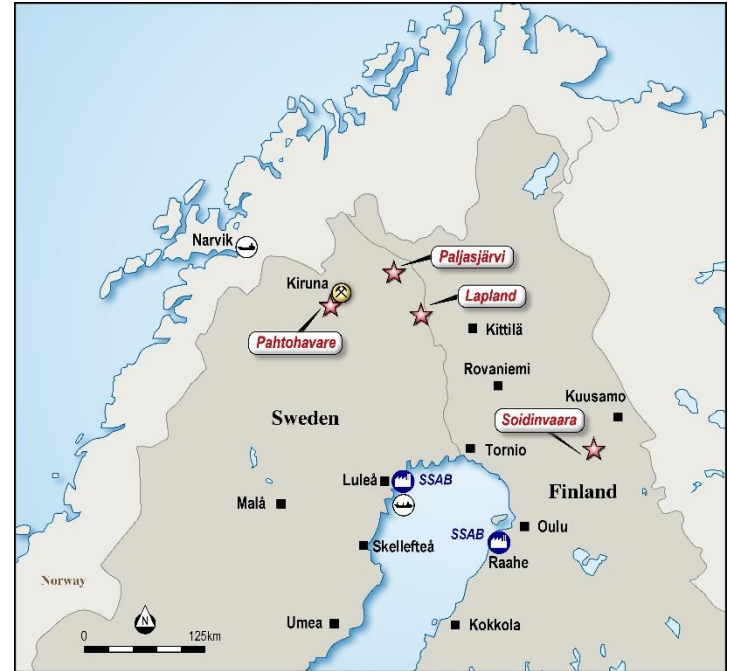 Narvik
Paljasjärvi
Kiruna
Lapland
Kittilä
Pahtohavare
Rovaniemi
Kuusamo
Sweden
Soidinvaara
Tornio
Luleå
SSAB
Finland
Malå
Oulu
SSAB
Skellefteå
Raahe
Norway
N
Umea
Kokkola
0 125km